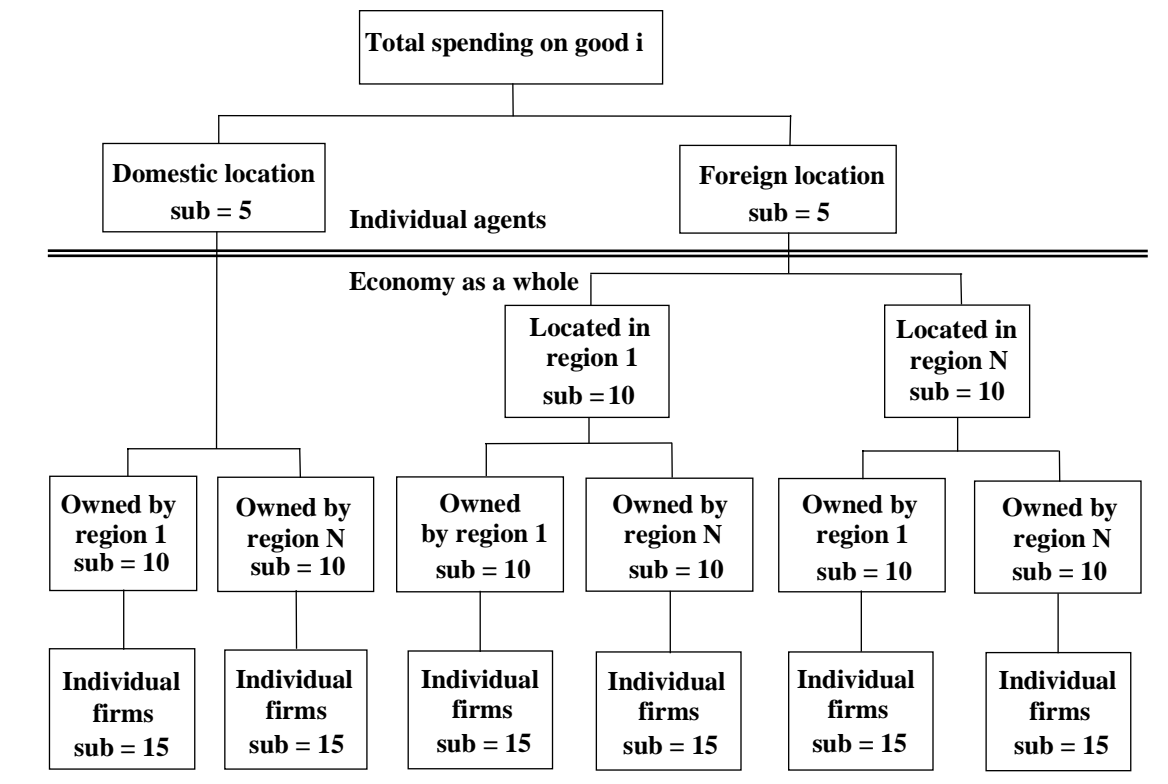 Total spending on good i
Domestic location
sub = 5
Foreign location
sub = 5
Individual agents
Economy as a whole
Located in
region 1
sub = 10
Located in
region N
sub = 10
Owned by
region 1
sub = 10
Owned by
region N
sub = 10
Owned
by region 1
sub = 10
Owned by
region N
sub = 10
Owned by
region 1
sub = 10
Owned by
region N
sub = 10
Individual
firms
sub = 15
Individual
firms
sub = 15
Individual
firms
sub = 15
Individual
firms
sub = 15
Individual
firms
sub = 15
Individual
firms
sub = 15